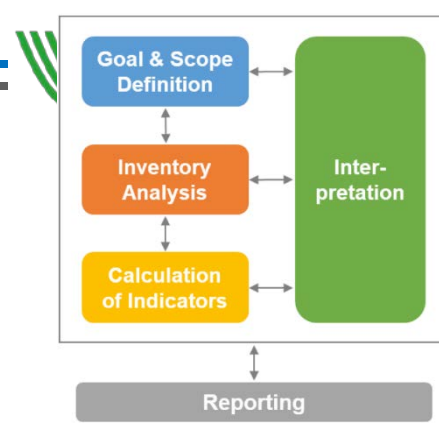 Goal & Scope
Definition
Inventory
Analysis
Inter-
pretation
Calculation
of Indicators
Reporting